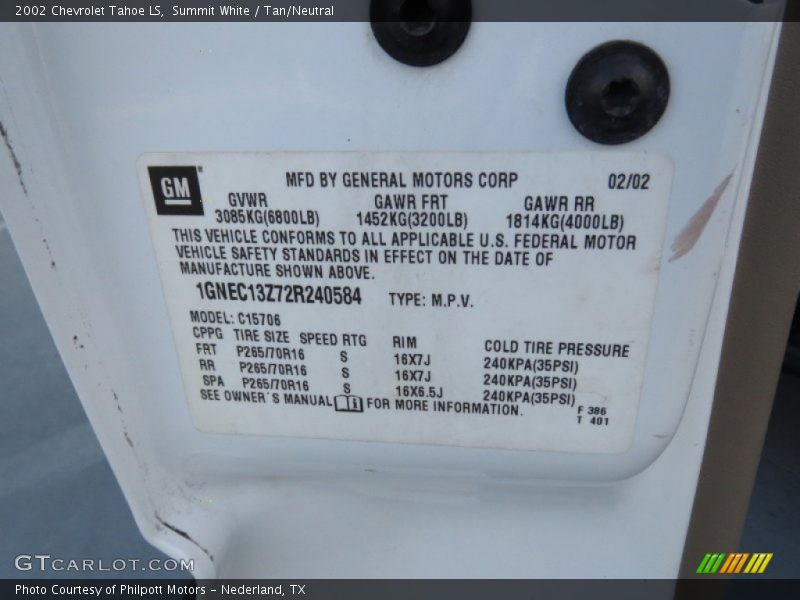 2002 Chevrolet Tahoe LS, Summit White / Tan/Neutral
GM MFD BY GENERAL MOTORS CORP 02/02
GVWR GAWR FRT GAWR RR
3085KG(6800LB) 1452KG(3200LB) 1814KG(4000LB)
THIS VEHICLE CONFORMS TO ALL APPLICABLE U.S. FEDERAL MOTOR
VEHICLE SAFETY STANDARDS IN EFFECT ON THE DATE OF
MANUFACTURE SHOWN ABOVE.
1GNEC13Z72R240584 TYPE: M.P.V.
MODEL: C15706
CPPG TIRE SIZE SPEED RTG RIM COLD TIRE PRESSURE
FRT P265/70R16 S 16X7J 240KPA(35PSI)
RR P265/70R16 S 16X7J 240KPA(35PSI)
SPA P265/70R16 S 16X6.5J 240KPA(35PSI)
SEE OWNER'S MANUAL FOR MORE INFORMATION.
F 386
T 401
GTCARLOT.COM
Photo Courtesy of Philpott Motors - Nederland, TX